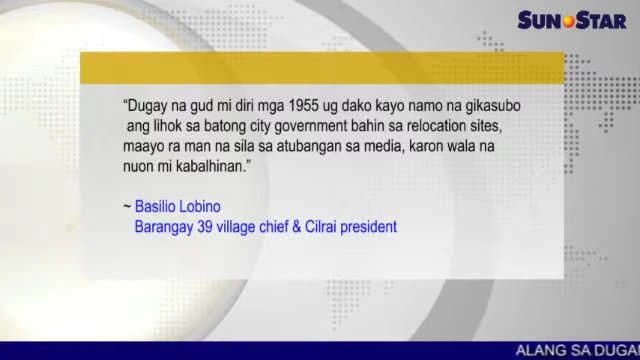 SUN STAR
“Dugay na gud mi diri mga 1955 ug dako kayo namo na gikasubo
ang lihok sa batong city government bahin sa relocation sites,
maayo ra man na sila sa atubangan sa media, karon wala na
nuon mi kabalhinan.”
~ Basilio Lobino
Barangay 39 village chief & Cilrai president
ALANG SA DUGA